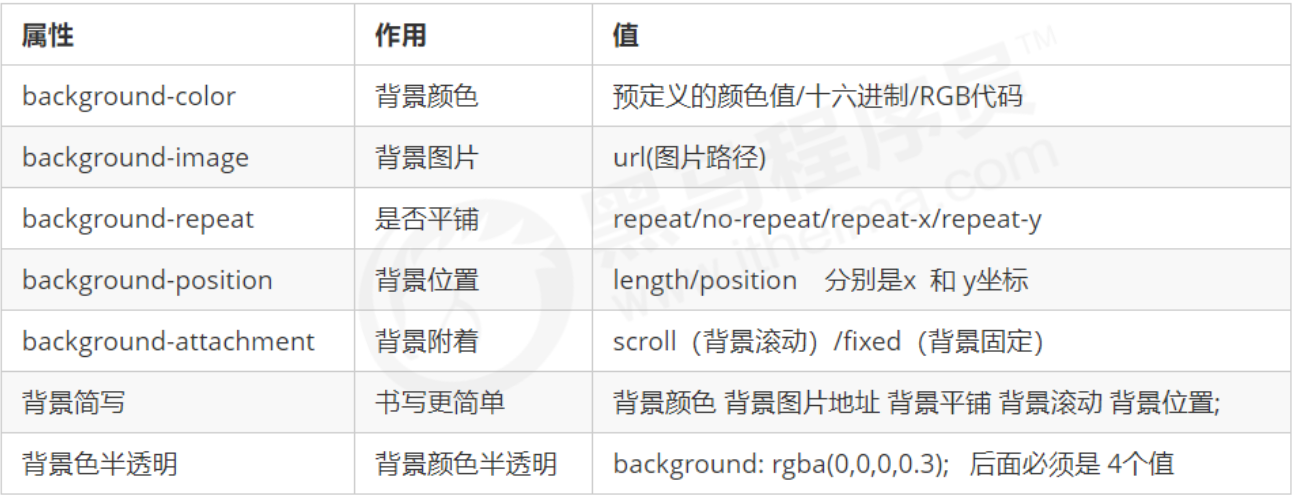 属性 作用 值
background-color 背景颜色 预定义的颜色值/十六进制/RGB代码
background-image 背景图片 url(图片路径)
background-repeat 是否平铺 repeat/no-repeat/repeat-x/repeat-y
background-position 背景位置 length/position 分别是x 和 y坐标
background-attachment 背景附着 scroll（背景滚动）/fixed（背景固定）
背景简写 书写更简单 背景颜色 背景图片地址 背景平铺 背景滚动 背景位置;
背景色半透明 背景颜色半透明 background: rgba(0,0,0,0.3); 后面必须是 4个值
黑马程序员™
www.itheima.com